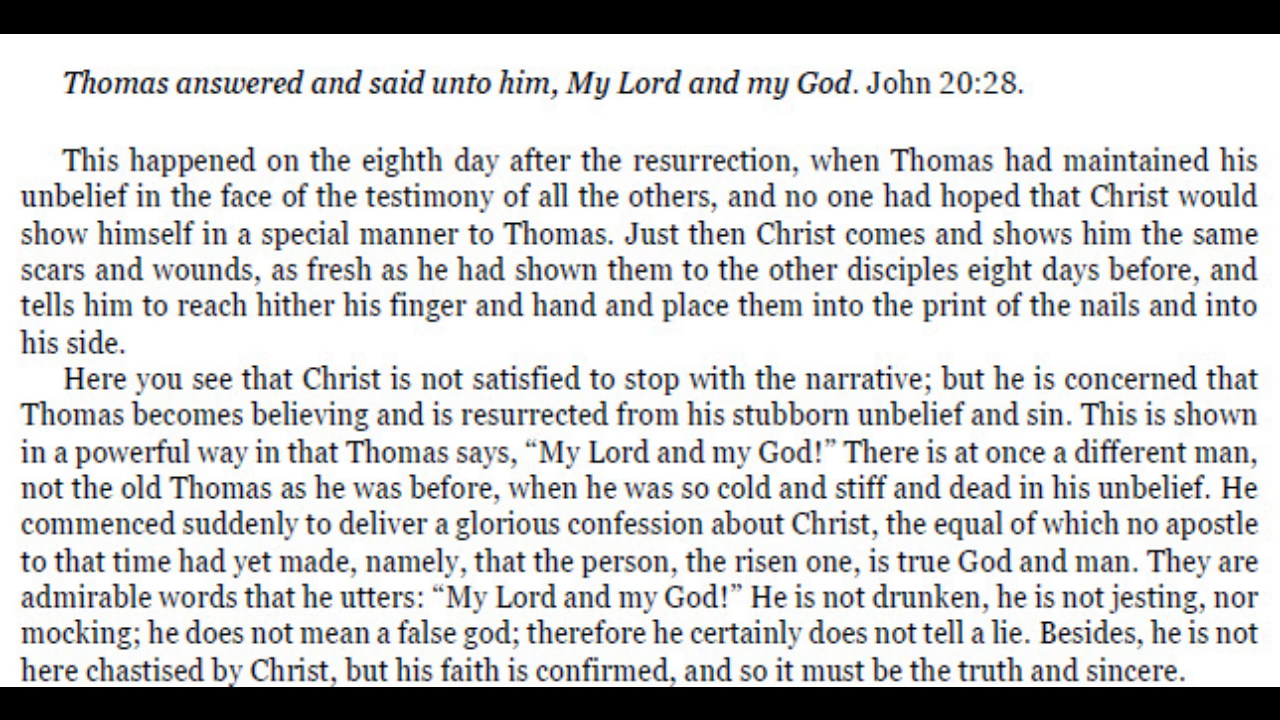 Thomas answered and said unto him, My Lord and my God. John 20:28.
This happened on the eighth day after the resurrection, when Thomas had maintained his
unbelief in the face of the testimony of all the others, and no one had hoped that Christ would
show himself in a special manner to Thomas. Just then Christ comes and shows him the same
scars and wounds, as fresh as he had shown them to the other disciples eight days before, and
tells him to reach hither his finger and hand and place them into the print of the nails and into
his side.
Here you see that Christ is not satisfied to stop with the narrative; but he is concerned that
Thomas becomes believing and is resurrected from his stubborn unbelief and sin. This is shown
in a powerful way in that Thomas says, “My Lord and my God!” There is at once a different man,
not the old Thomas as he was before, when he was so cold and stiff and dead in his unbelief. He
commenced suddenly to deliver a glorious confession about Christ, the equal of which no apostle
to that time had yet made, namely, that the person, the risen one, is true God and man. They are
admirable words that he utters: “My Lord and my God!” He is not drunken, he is not jesting, nor
mocking; he does not mean a false god; therefore he certainly does not tell a lie. Besides, he is not
here chastised by Christ, but his faith is confirmed, and so it must be the truth and sincere.